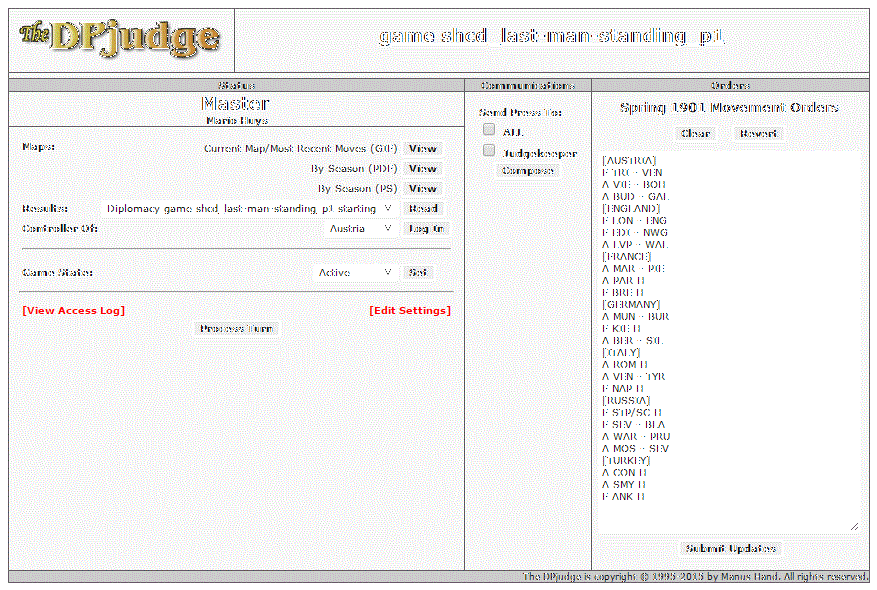 The DPjudge
game shcd_last-man-standing_pt
Status
Communications
Orders
Master
Mario Huys
Maps:
Current Map/Most Recent Moves (GIF) View
By Season (PDF) View
By Season (PS) View
Results: Diplomacy game shcd_last-man-standing_pt starting Read
Controller Of: Austria Log In
Game State: Active Set
[View Access Log] [Edit Settings]
Process Turn
Send Press To:
ALL
Judgekeeper
Compose
Spring 1901 Movement Orders
Clear Revert
[AUSTRIA]
F TRI - VEN
A VIE - BOH
A BUD - GAL
[ENGLAND]
F LON - ENG
F EDI - NWG
A LVP - WAL
[FRANCE]
A MAR - PIE
A PAR H
F BRE H
[GERMANY]
A MUN - BUR
F KIE H
A BER - SIL
[ITALY]
A ROM H
A VEN - TYR
F NAP H
[RUSSIA]
F STP/SC H
F SEV - BLA
A WAR - PRU
A MOS - SEV
[TURKEY]
A CON H
A SMY H
F ANK H
Submit Updates
The DPjudge is copyright © 1995-2015 by Manus Hand. All rights reserved.